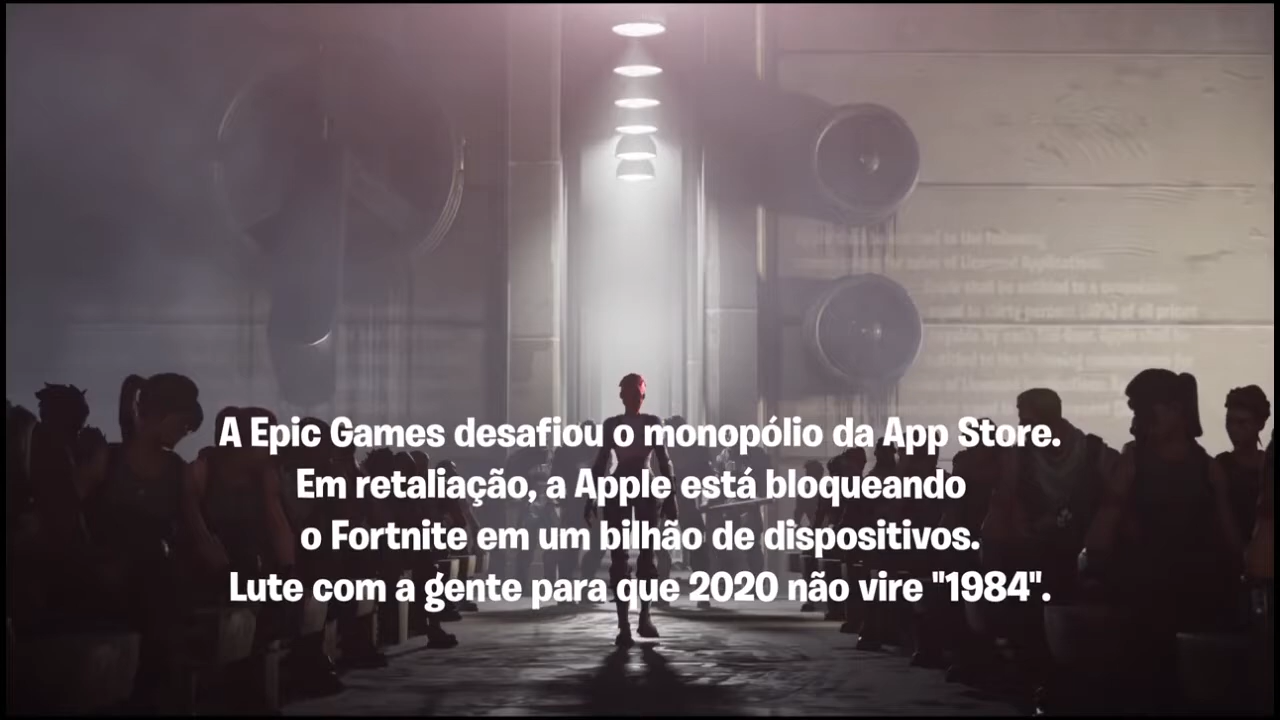 A Epic Games desafiou o monopólio da App Store.
Em retaliação, a Apple está bloqueando
o Fortnite em um bilhão de dispositivos.
Lute com a gente para que 2020 não vire "1984".